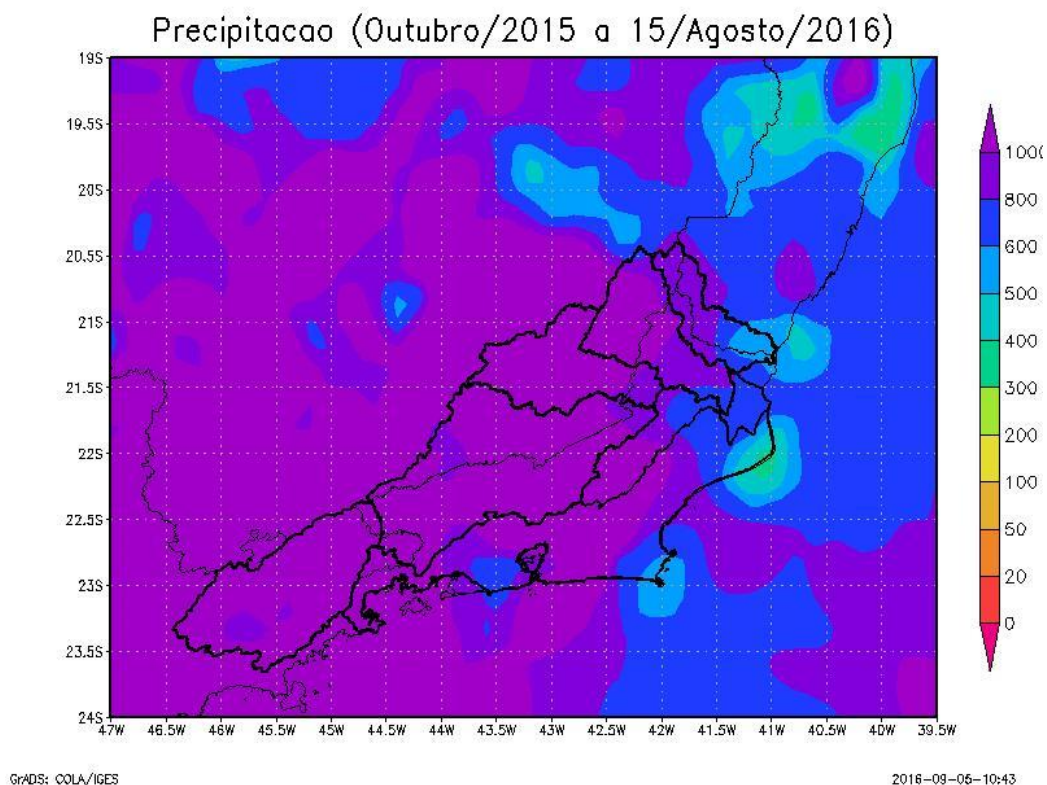 Precipitacao (Outubro/2015 a 15/Agosto/2016)
19S
19.5S
20S
20.5S
21S
21.5S
22S
22.5S
23S
23.5S
24S
47W 46.5W 46W 45.5W 45W 44.5W 44W 43.5W 43W 42.5W 42W 41.5W 41W 40.5W 40W 39.5W
1000
800
600
500
400
300
200
100
50
20
0
GrADS: COLA/IGES 2016-09-05-10:43